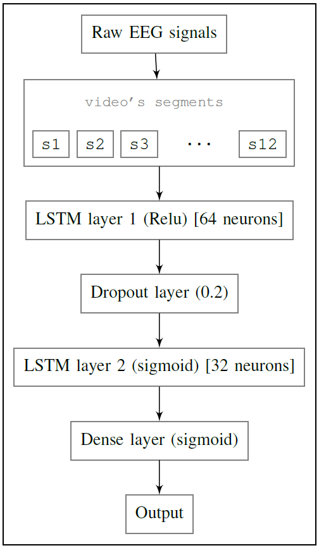 Raw EEG signals
video's segments
s1 s2 s3 ... s12
LSTM layer 1 (Relu) [64 neurons]
Dropout layer (0.2)
LSTM layer 2 (sigmoid) [32 neurons]
Dense layer (sigmoid)
Output